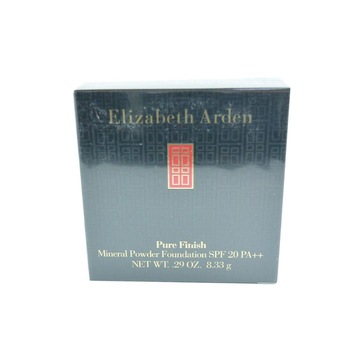 Elizabeth Arden
Pure Finish
Mineral Powder Foundation SPF 20 PA++
NET WT. .29 OZ. 8.33 g